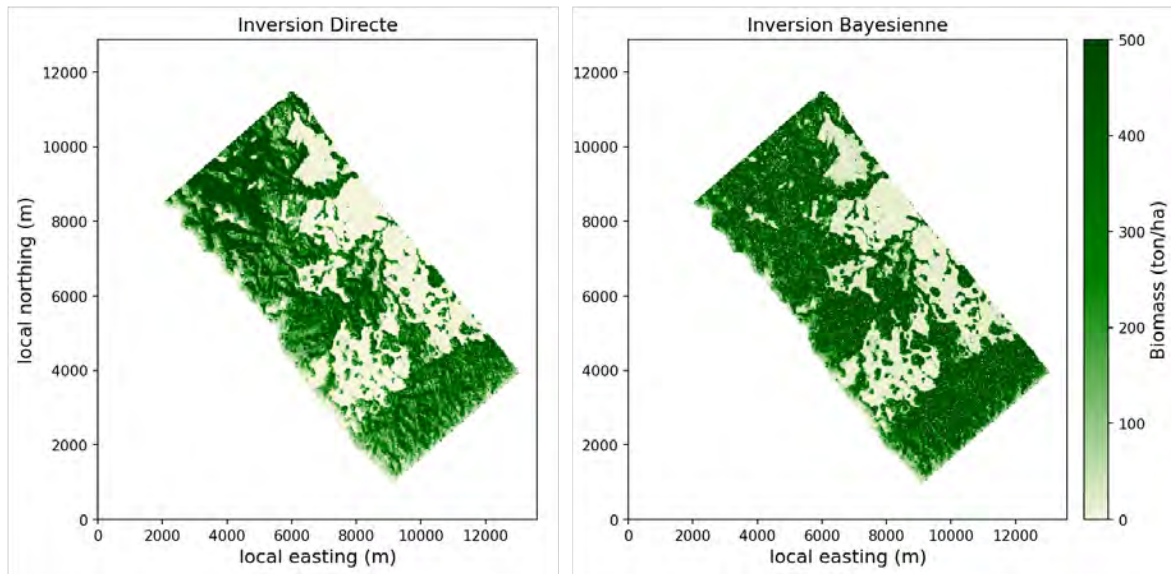 Inversion Directe
12000
10000
8000
6000
4000
2000
0
local northing (m)
0 2000 4000 6000 8000 10000 12000
local easting (m)
Inversion Bayesienne
12000
10000
8000
6000
4000
2000
0
0 2000 4000 6000 8000 10000 12000
local easting (m)
500
400
300
200
100
0
Biomass (ton/ha)